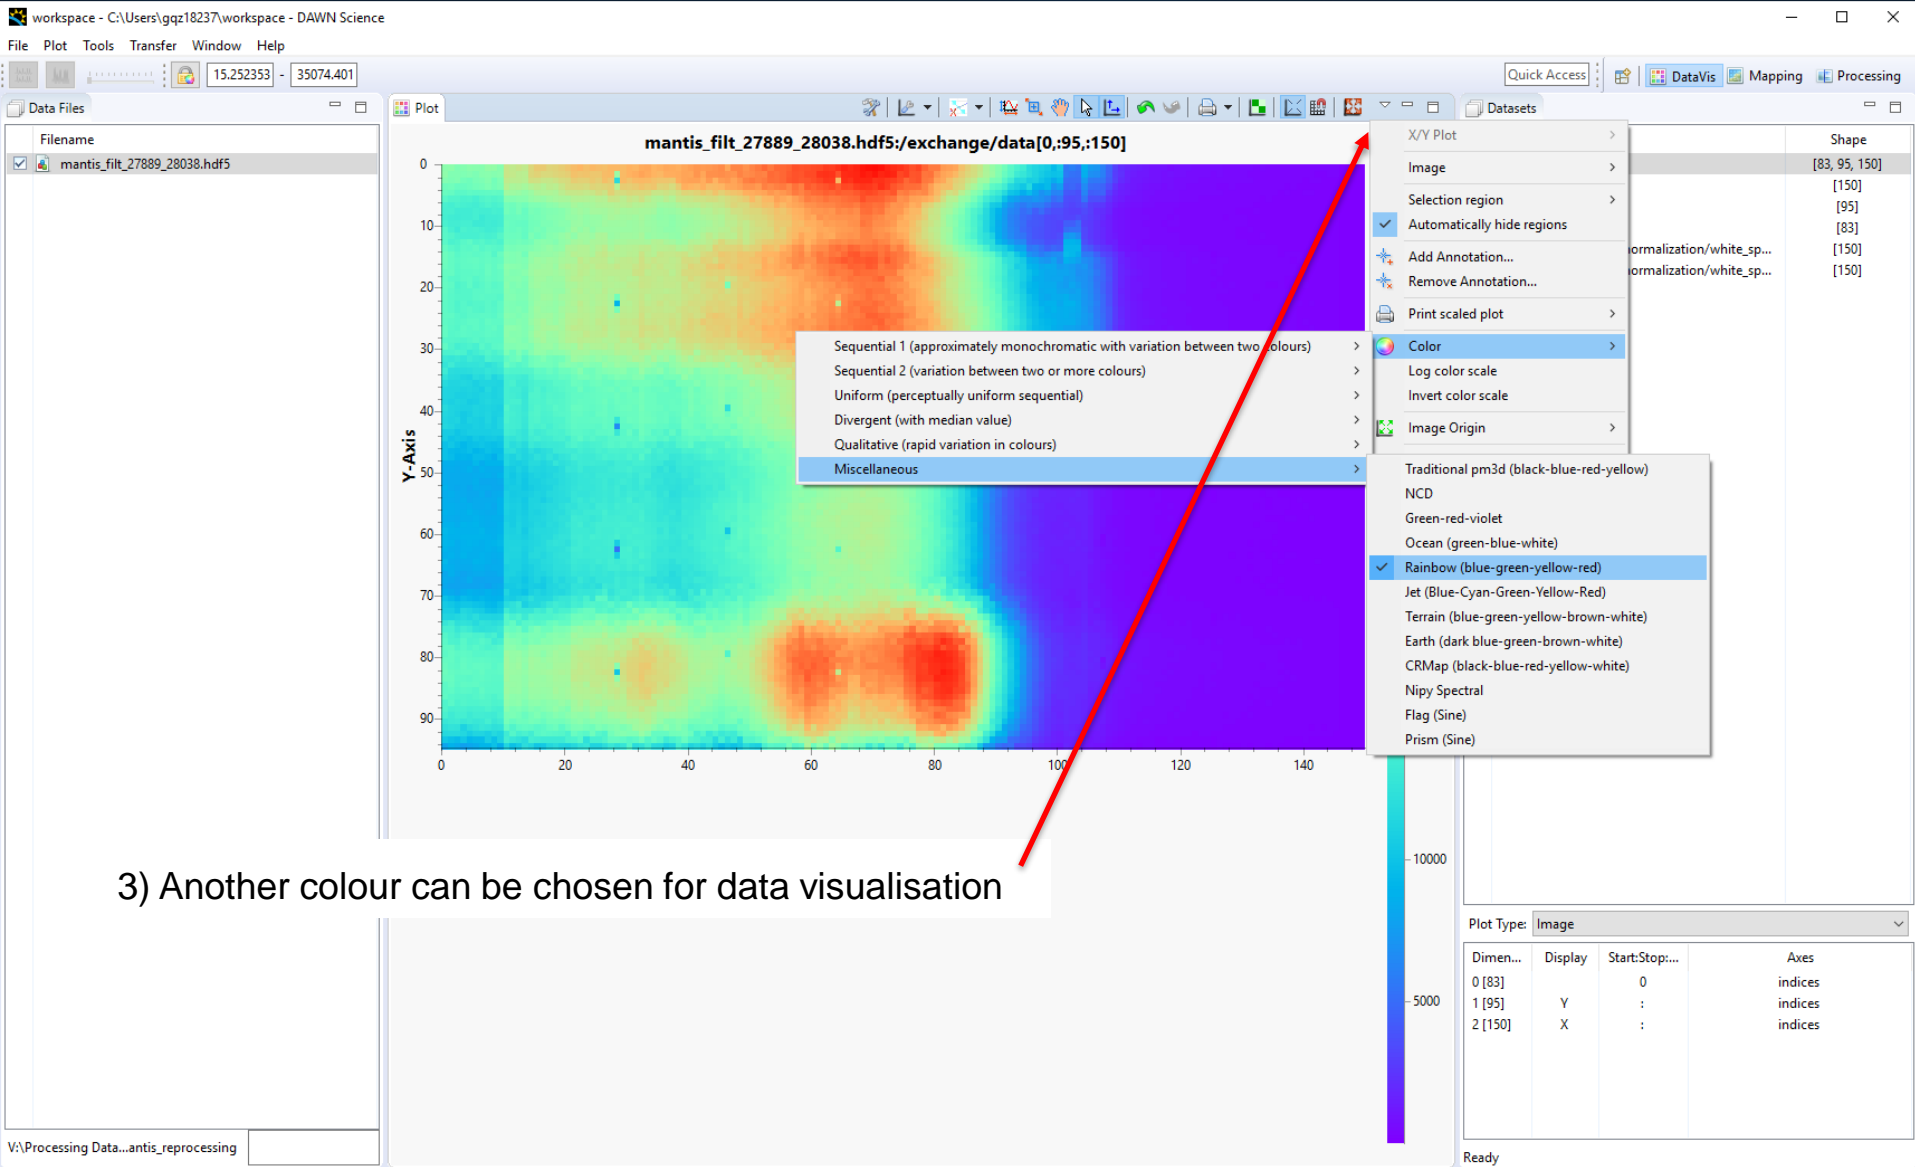 workspace - C:\Users\gqz18237\workspace - DAWN Science
File Plot Tools Transfer Window Help
15.252353 - 35074.401
Quick Access DataVis Mapping Processing
Data Files
Filename
mantis_filt_27889_28038.hdf5
Plot
mantis_filt_27889_28038.hdf5:/exchange/data[0,:95,:150]
0
10
20
30
40
50
60
70
80
90
Y-Axis
0 20 40 60 80 100 120 140
10000
5000
X/Y Plot
Image
Selection region
Automatically hide regions
Add Annotation...
Remove Annotation...
Print scaled plot
Color
Log color scale
Invert color scale
Image Origin
Sequential 1 (approximately monochromatic with variation between two colours)
Sequential 2 (variation between two or more colours)
Uniform (perceptually uniform sequential)
Divergent (with median value)
Qualitative (rapid variation in colours)
Miscellaneous
Traditional pm3d (black-blue-red-yellow)
NCD
Green-red-violet
Ocean (green-blue-white)
Rainbow (blue-green-yellow-red)
Jet (Blue-Cyan-Green-Yellow-Red)
Terrain (blue-green-yellow-brown-white)
Earth (dark blue-green-brown-white)
CRMap (black-blue-red-yellow-white)
Nipy Spectral
Flag (Sine)
Prism (Sine)
Datasets
Shape
[83, 95, 150]
[150]
[95]
[83]
ormalization/white_sp... [150]
ormalization/white_sp... [150]
3) Another colour can be chosen for data visualisation
Plot Type: Image
Dimen... Display Start:Stop:... Axes
0 [83] 0 indices
1 [95] Y : indices
2 [150] X : indices
V:\Processing Data...antis_reprocessing
Ready